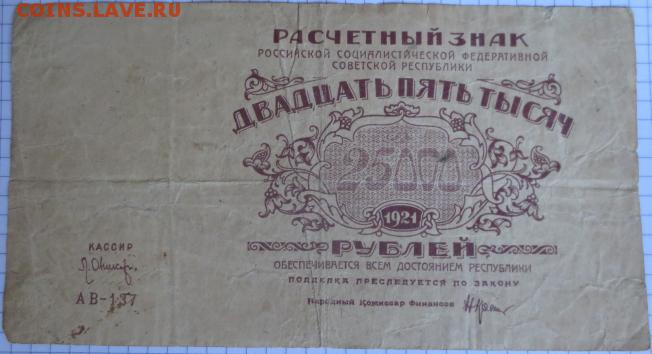 COINS.LAVE.RU
РАСЧЕТНЫЙ ЗНАК
РОССИЙСКОЙ СОЦИАЛИСТИЧЕСКОЙ ФЕДЕРАТИВНОЙ
СОВЕТСКОЙ РЕСПУБЛИКИ
ДВАДЦАТЬ ПЯТЬ ТЫСЯЧ
25000
1921
РУБЛЕЙ
ОБЕСПЕЧИВАЕТСЯ ВСЕМ ДОСТОЯНИЕМ РЕСПУБЛИКИ
ПОДДЕЛКА ПРЕСЛЕДУЕТСЯ ПО ЗАКОНУ
Народный Комиссар Финансов
КАССИР
АВ-137